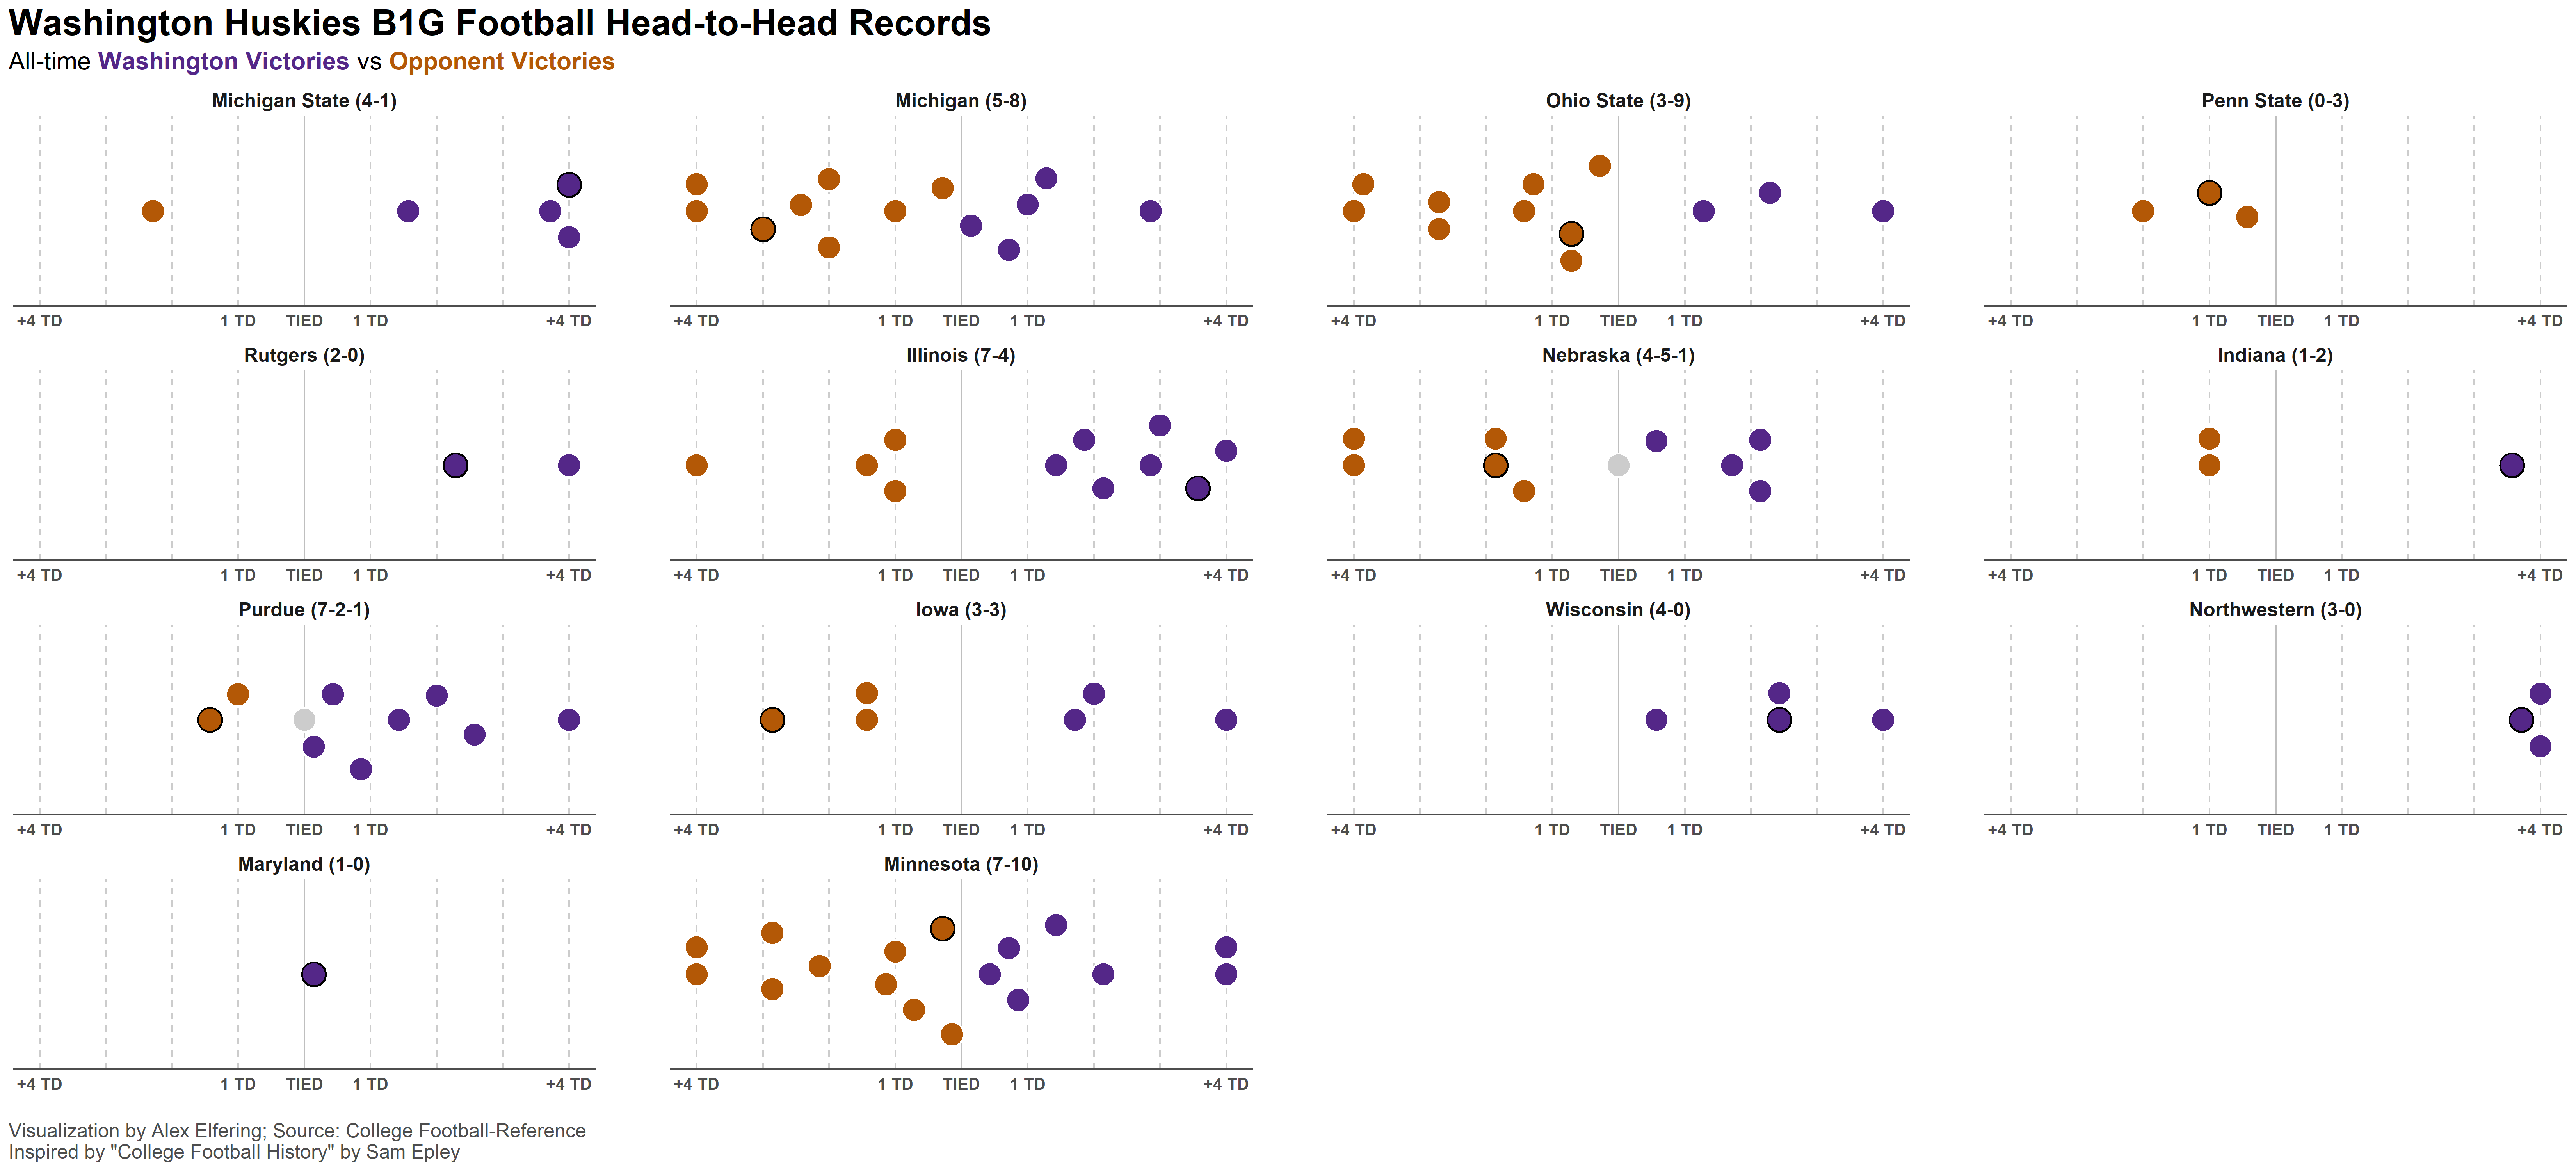 Washington Huskies B1G Football Head-to-Head Records
All-time Washington Victories vs Opponent Victories
Michigan State (4-1)
+4 TD 1 TD TIED 1 TD +4 TD
Michigan (5-8)
+4 TD 1 TD TIED 1 TD +4 TD
Ohio State (3-9)
+4 TD 1 TD TIED 1 TD +4 TD
Penn State (0-3)
+4 TD 1 TD TIED 1 TD +4 TD
Rutgers (2-0)
+4 TD 1 TD TIED 1 TD +4 TD
Illinois (7-4)
+4 TD 1 TD TIED 1 TD +4 TD
Nebraska (4-5-1)
+4 TD 1 TD TIED 1 TD +4 TD
Indiana (1-2)
+4 TD 1 TD TIED 1 TD +4 TD
Purdue (7-2-1)
+4 TD 1 TD TIED 1 TD +4 TD
Iowa (3-3)
+4 TD 1 TD TIED 1 TD +4 TD
Wisconsin (4-0)
+4 TD 1 TD TIED 1 TD +4 TD
Northwestern (3-0)
+4 TD 1 TD TIED 1 TD +4 TD
Maryland (1-0)
+4 TD 1 TD TIED 1 TD +4 TD
Minnesota (7-10)
+4 TD 1 TD TIED 1 TD +4 TD
Visualization by Alex Elfering; Source: College Football-Reference
Inspired by "College Football History" by Sam Epley